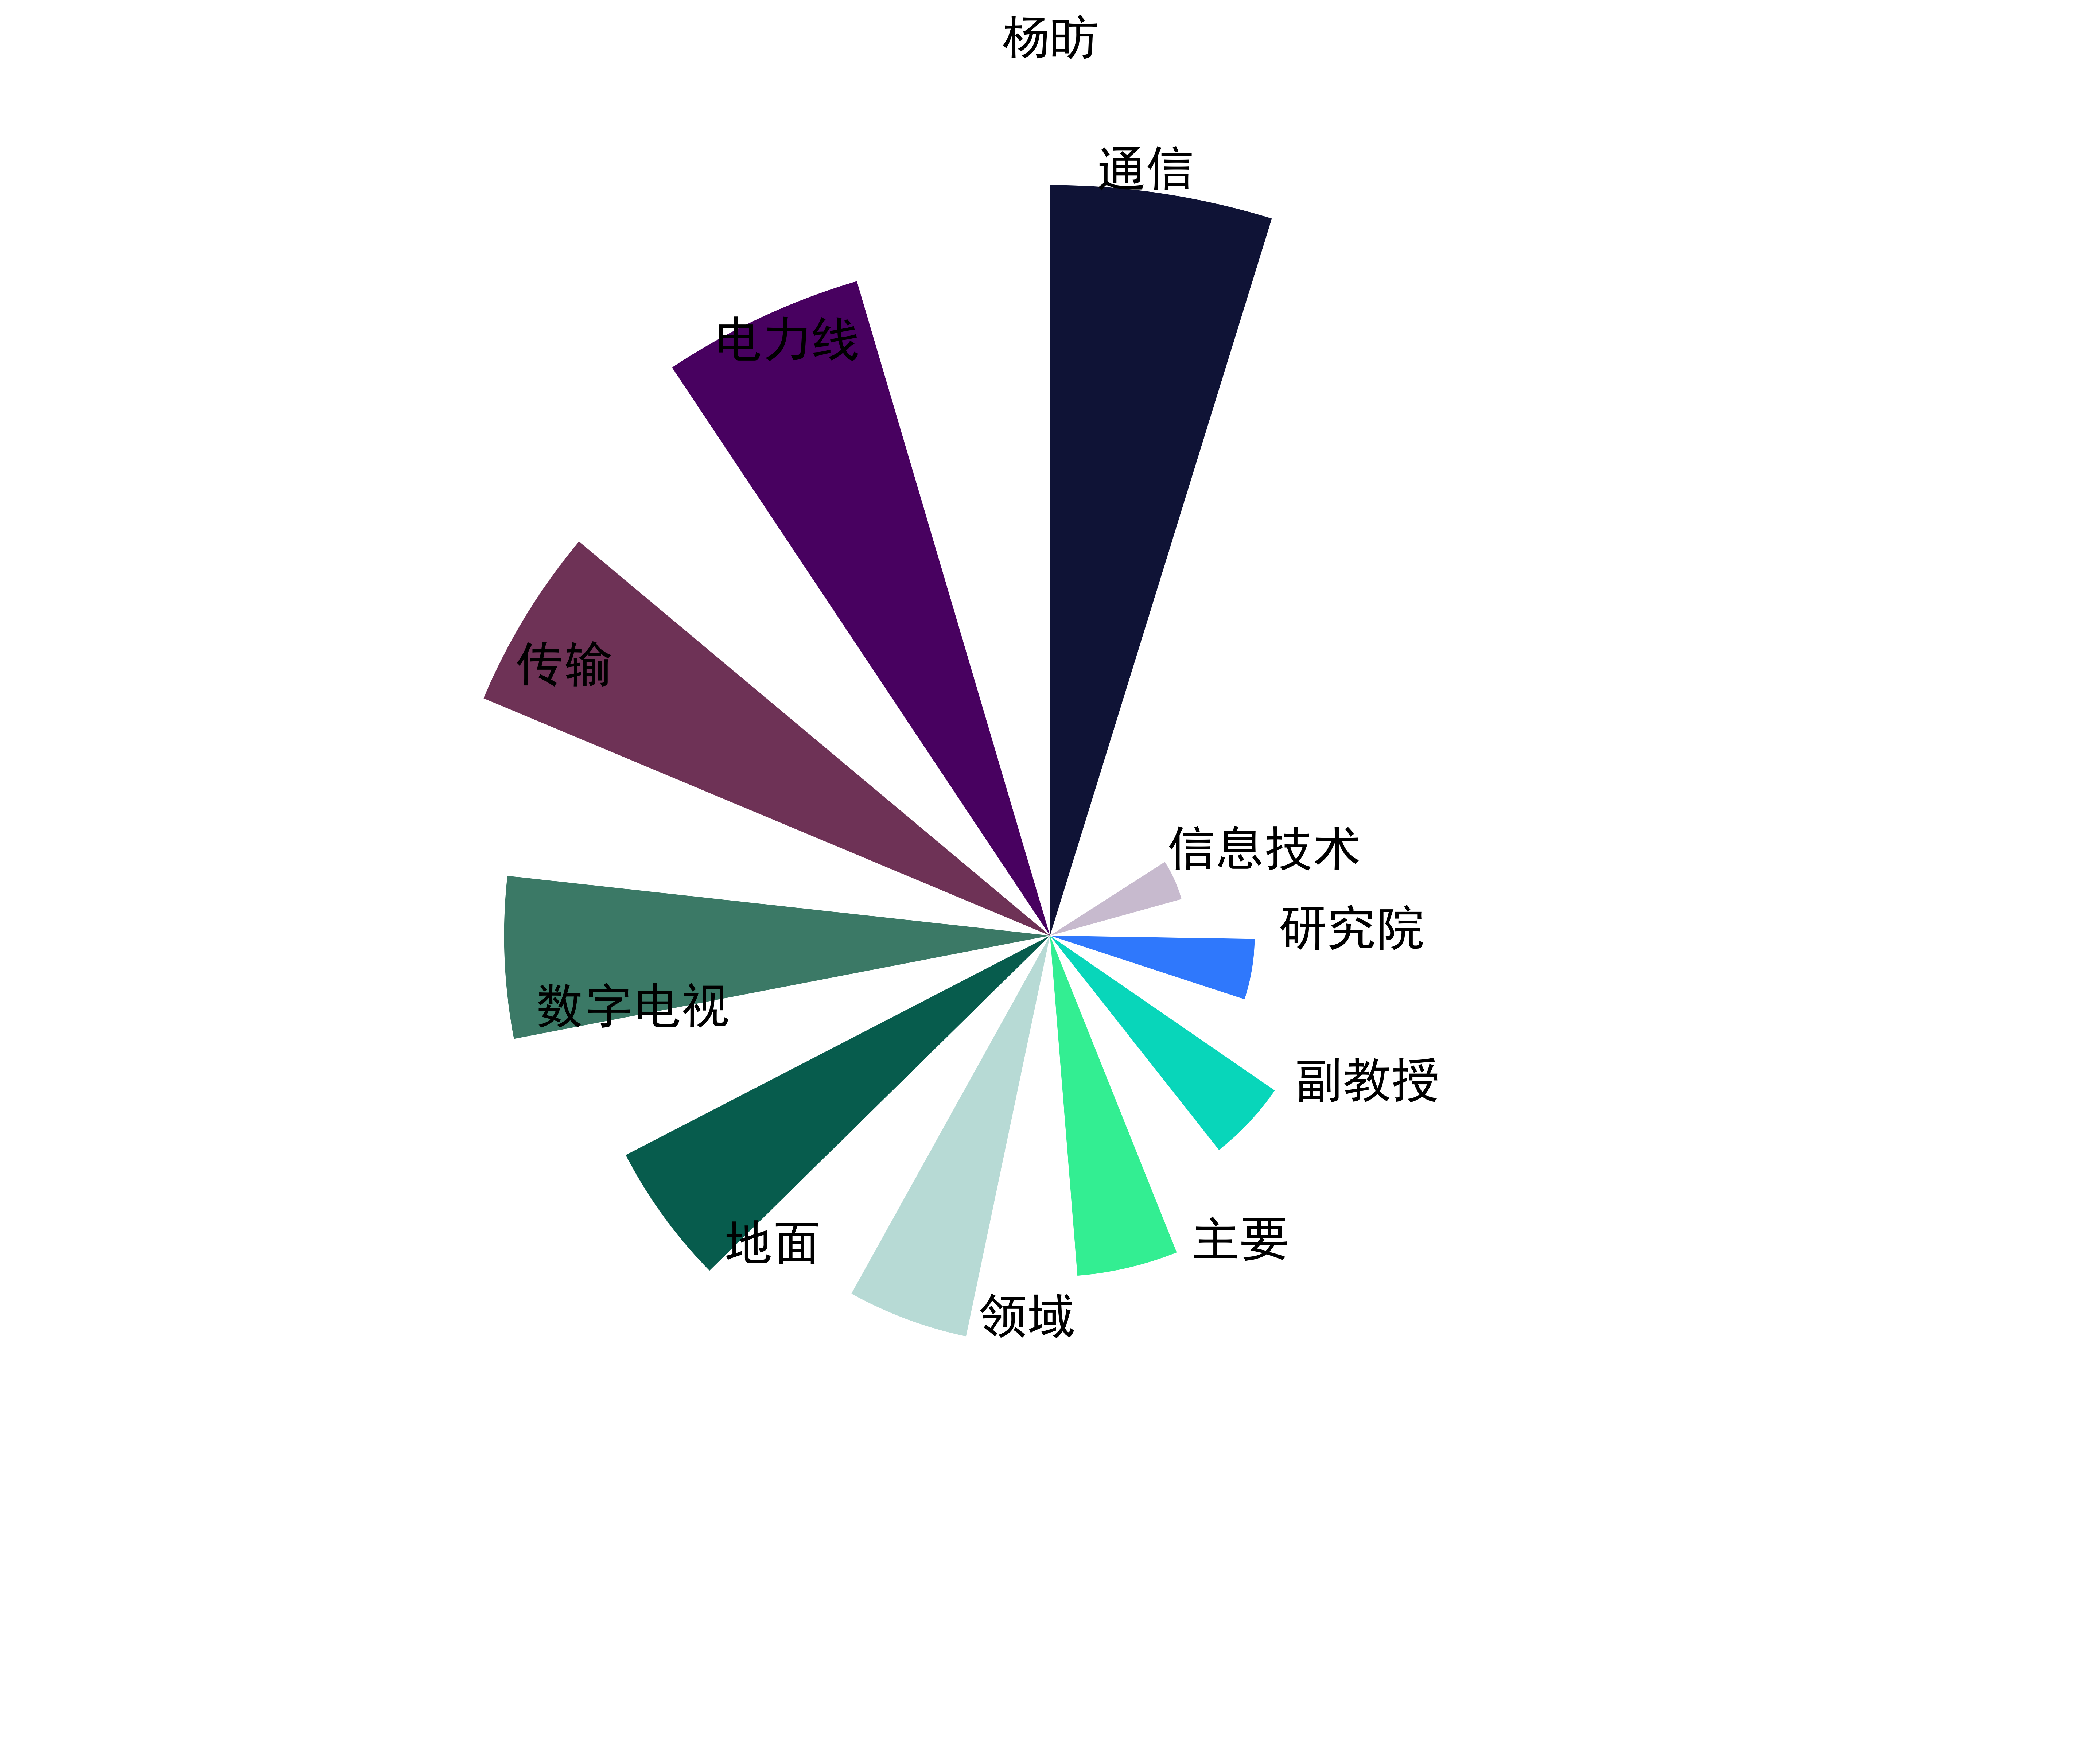 杨昉
通信
电力线
传输
信息技术
研究院
数字电视
副教授
主要
地面
领域